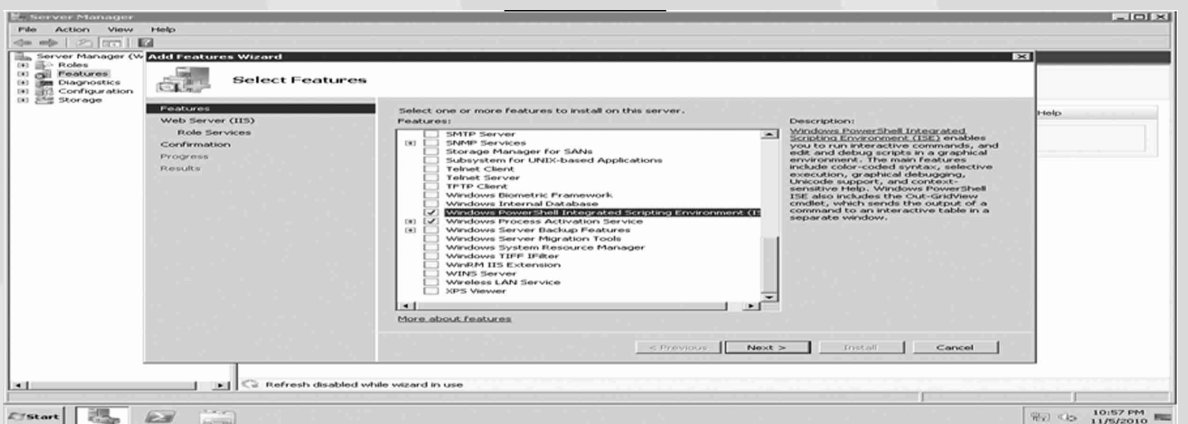 Server Manager
File Action View Help
Server Manager (W
Roles
Features
Diagnostics
Configuration
Storage
Add Features Wizard
Select Features
Features
Web Server (IIS)
Role Services
Confirmation
Progress
Results
Select one or more features to install on this server.
Features:
SMTP Server
SNMP Services
Storage Manager for SANs
Subsystem for UNIX-based Applications
Telnet Client
Telnet Server
TFTP Client
Windows Biometric Framework
Windows Internal Database
Windows PowerShell Integrated Scripting Environment (IS
Windows Process Activation Service
Windows Server Backup Features
Windows Server Migration Tools
Windows System Resource Manager
Windows TIFF IFilter
WinRM IIS Extension
WINS Server
Wireless LAN Service
XPS Viewer
More about features
Description:
Windows PowerShell Integrated
Scripting Environment (ISE) enables
you to run interactive commands, and
edit and debug scripts in a graphical
environment. The main features
include color-coded syntax, selective
execution, graphical debugging,
Unicode support, and context-
sensitive Help. Windows PowerShell
ISE also includes the Out-GridView
cmdlet, which sends the output of a
command to an interactive table in a
separate window.
Help
< Previous Next > Install Cancel
Refresh disabled while wizard in use
Start
10:57 PM
11/5/2010